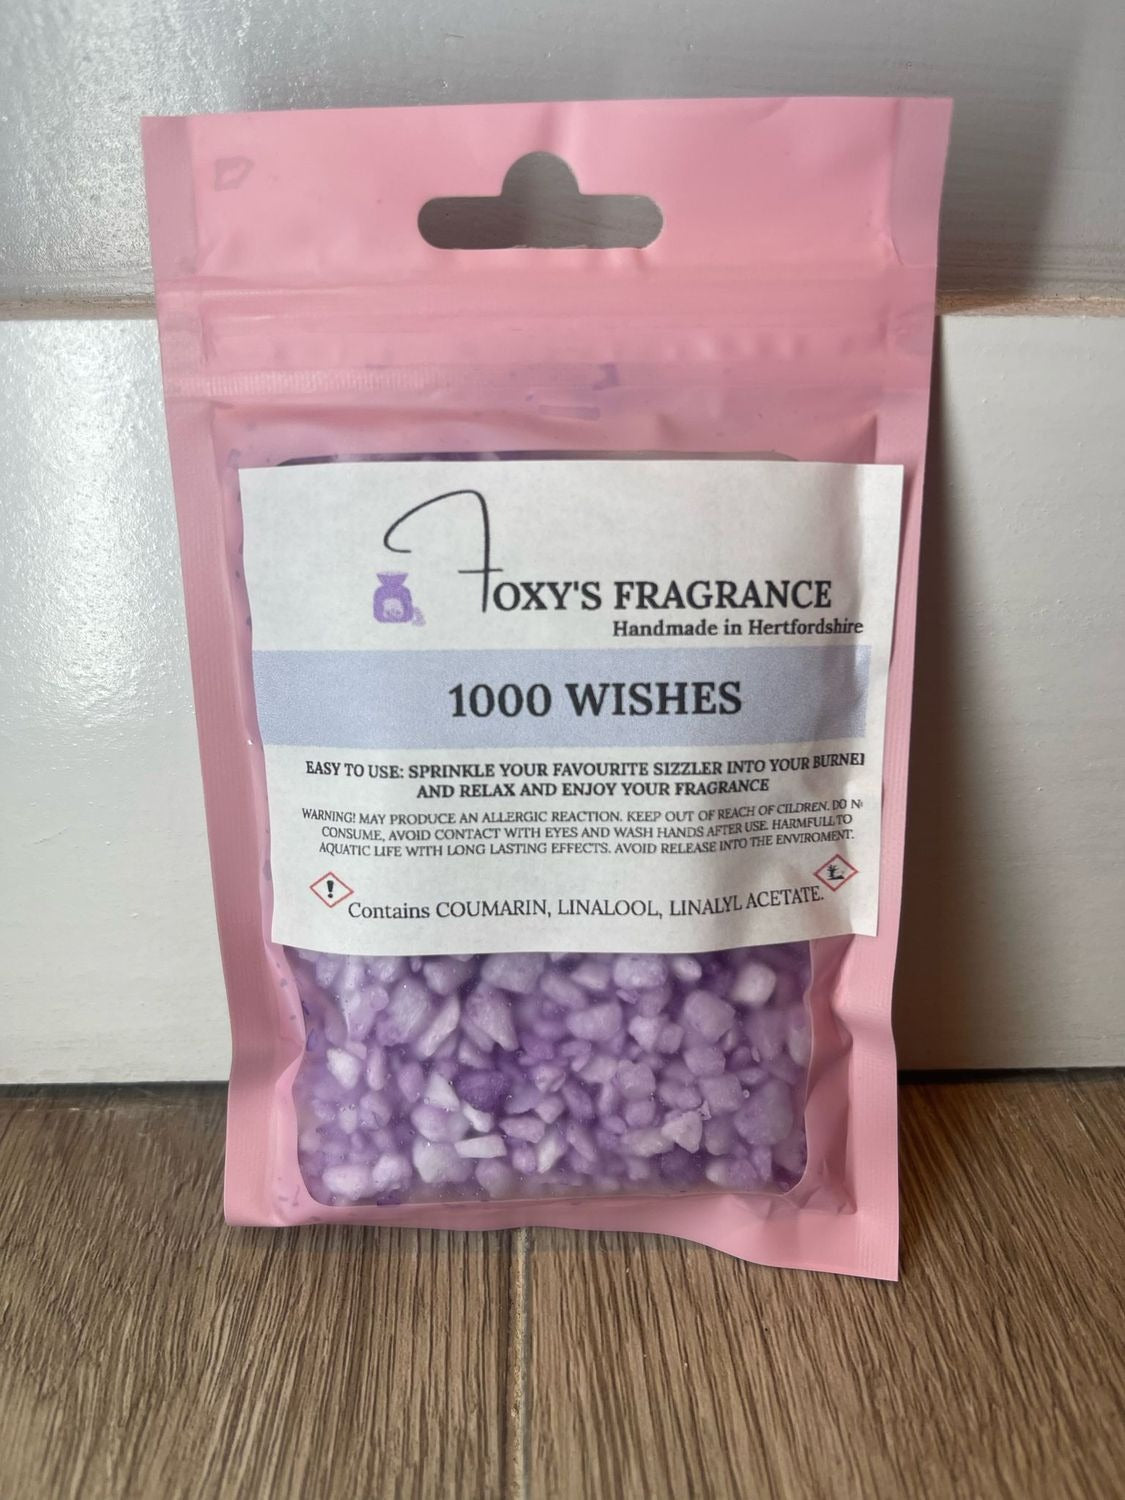 FOXY'S FRAGRANCE
Handmade in Hertfordshire
1000 WISHES
EASY TO USE: SPRINKLE YOUR FAVOURITE SIZZLER INTO YOUR BURNE
AND RELAX AND ENJOY YOUR FRAGRANCE
WARNING! MAY PRODUCE AN ALLERGIC REACTION. KEEP OUT OF REACH OF CILDREN. DO N
CONSUME, AVOID CONTACT WITH EYES AND WASH HANDS AFTER USE. HARMFULL TO
AQUATIC LIFE WITH LONG LASTING EFFECTS. AVOID RELEASE INTO THE ENVIROMENT.
Contains COUMARIN, LINALOOL, LINALYL ACETATE.